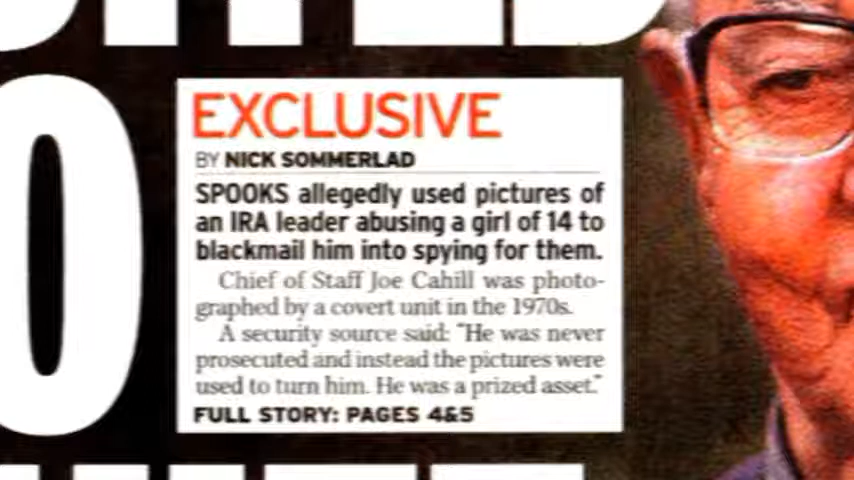 EXCLUSIVE
BY NICK SOMMERLAD
SPOOKS allegedly used pictures of
an IRA leader abusing a girl of 14 to
blackmail him into spying for them.
Chief of Staff Joe Cahill was photo-
graphed by a covert unit in the 1970s.
A security source said: "He was never
prosecuted and instead the pictures were
used to turn him. He was a prized asset."
FULL STORY: PAGES 4&5